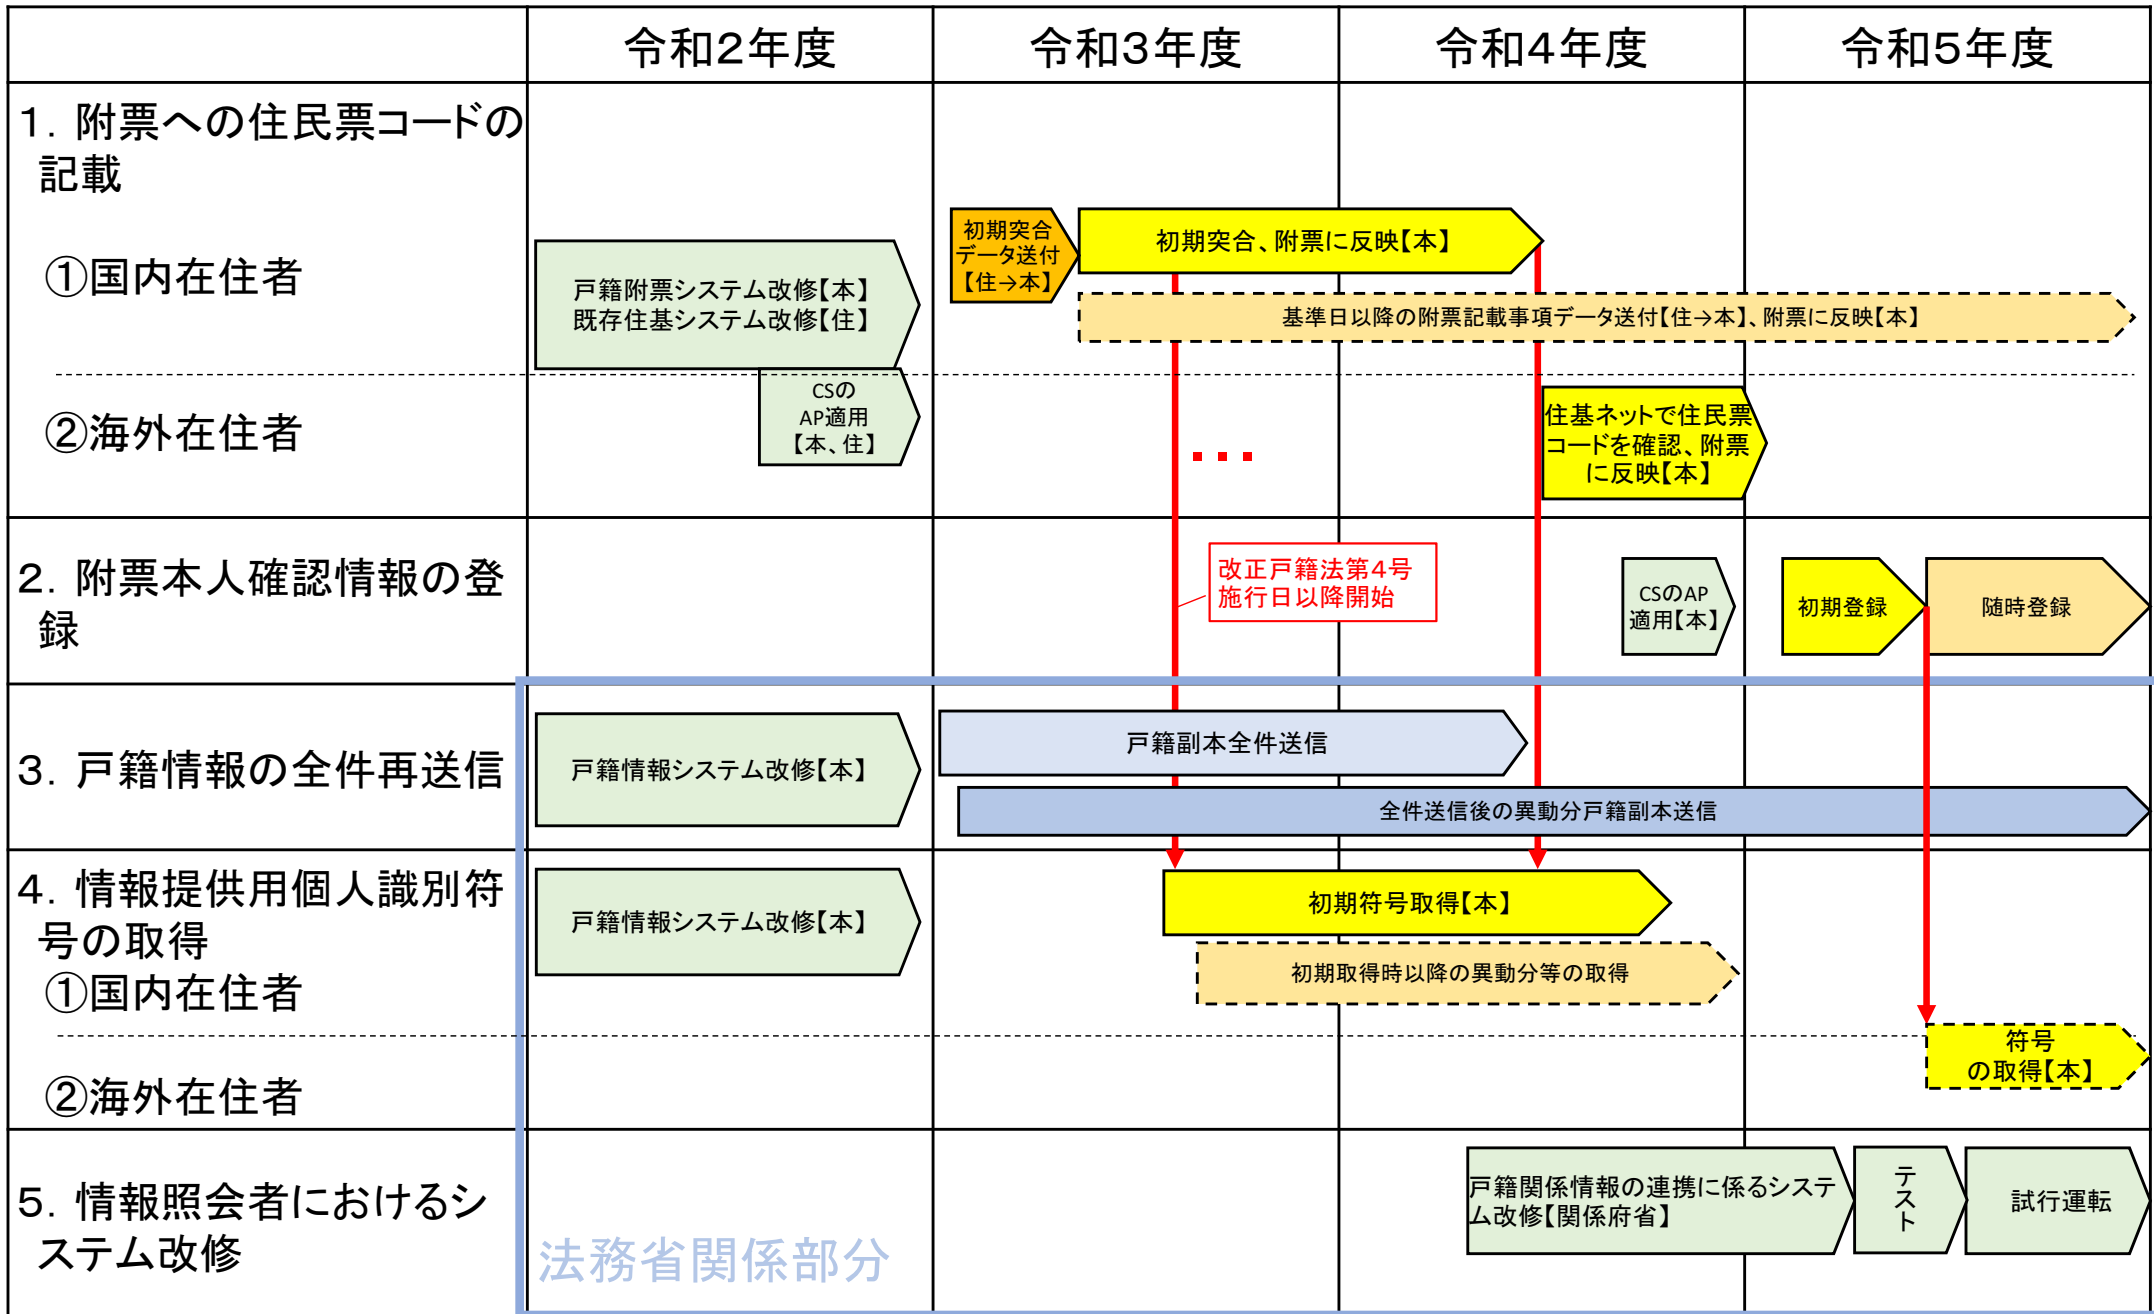 令和２年度
令和３年度
令和４年度
令和５年度
１．附票への住民票コードの
記載
①国内在住者
戸籍附票システム改修【本】
既存住基システム改修【住】
初期突合
データ送付
【住→本】
初期突合、附票に反映【本】
基準日以降の附票記載事項データ送付【住→本】、附票に反映【本】
②海外在住者
CSの
AP適用
【本、住】
…
住基ネットで住民票
コードを確認、附票
に反映【本】
２．附票本人確認情報の登
録
改正戸籍法第４号
施行日以降開始
CSのAP
適用【本】
初期登録
随時登録
３．戸籍情報の全件再送信
戸籍情報システム改修【本】
戸籍副本全件送信
全件送信後の異動分戸籍副本送信
４．情報提供用個人識別符
号の取得
①国内在住者
戸籍情報システム改修【本】
初期符号取得【本】
初期取得時以降の異動分等の取得
②海外在住者
符号
の取得【本】
５．情報照会者におけるシ
ステム改修
法務省関係部分
戸籍関係情報の連携に係るシステ
ム改修【関係府省】
テスト
試行運転